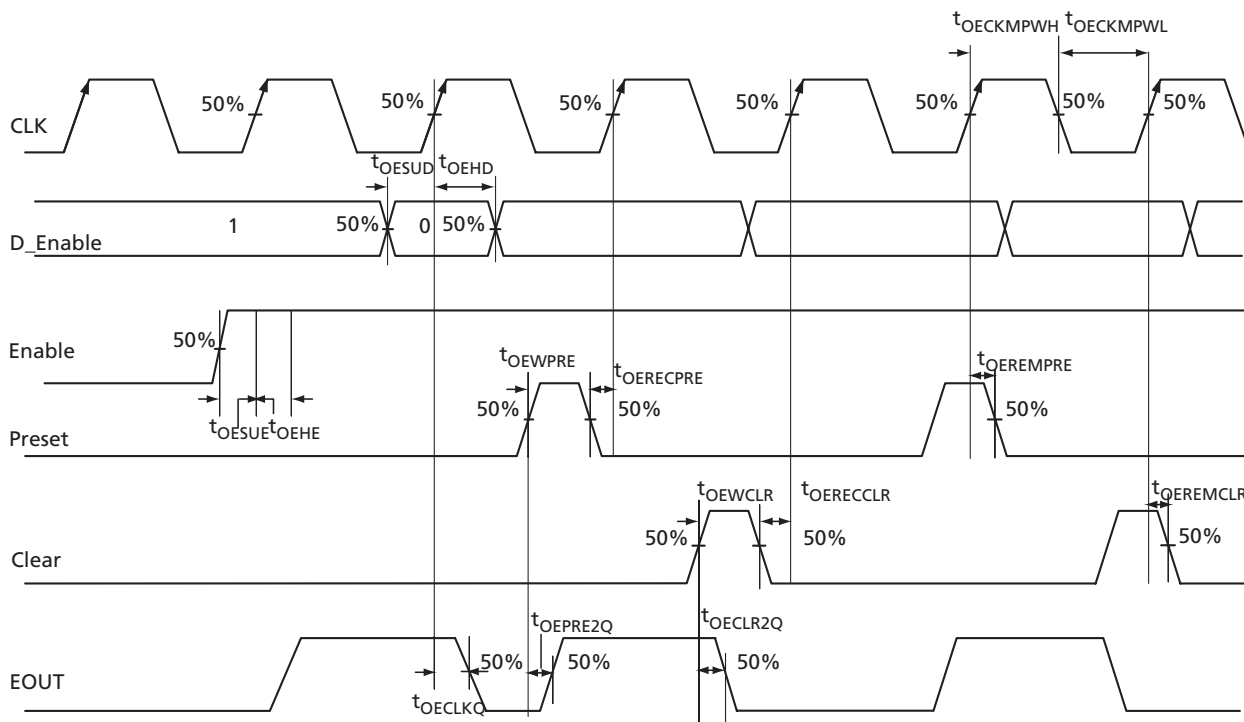 tOECKMPWH tOECKMPWL
CLK
50% 50% 50% 50% 50% 50% 50%
tOESUD tOEHD
D_Enable
1 50% 0 50%
Enable
50%
tOESUE tOEHE
Preset
tOEWPRE tOERECPRE tOEREMPRE
50% 50% 50%
Clear
tOEWCLR tOERECCLR tOEREMCLR
50% 50% 50%
EOUT
tOEPRE2Q tOECLR2Q
50% 50% 50%
tOECLKQ